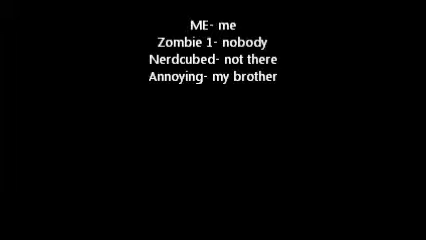 ME- me
Zombie 1- nobody
Nerdcubed- not there
Annoying- my brother